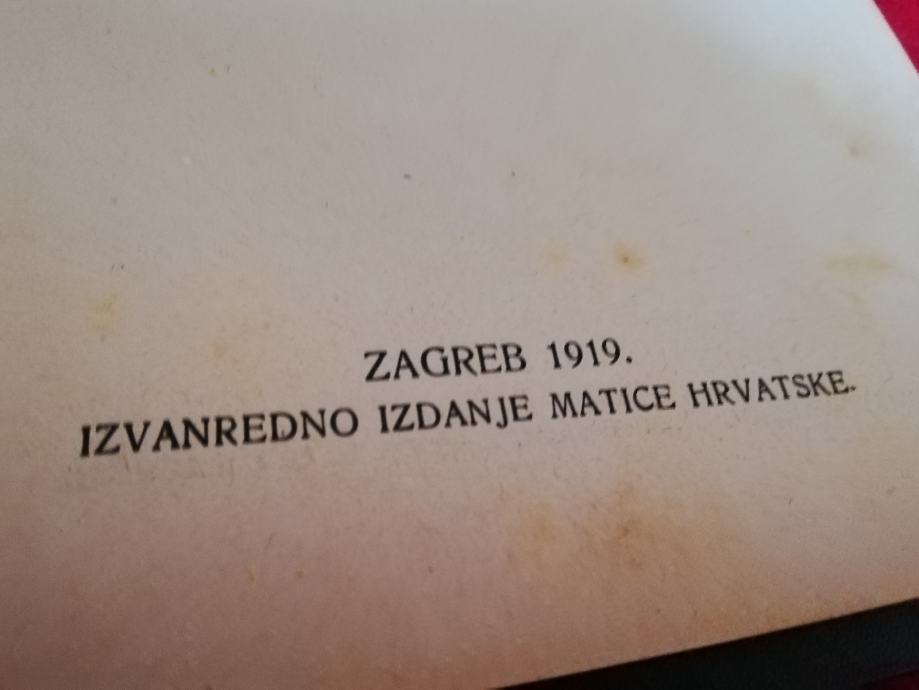 ZAGREB 1919.
IZVANREDNO IZDANJE MATICE HRVATSKE.